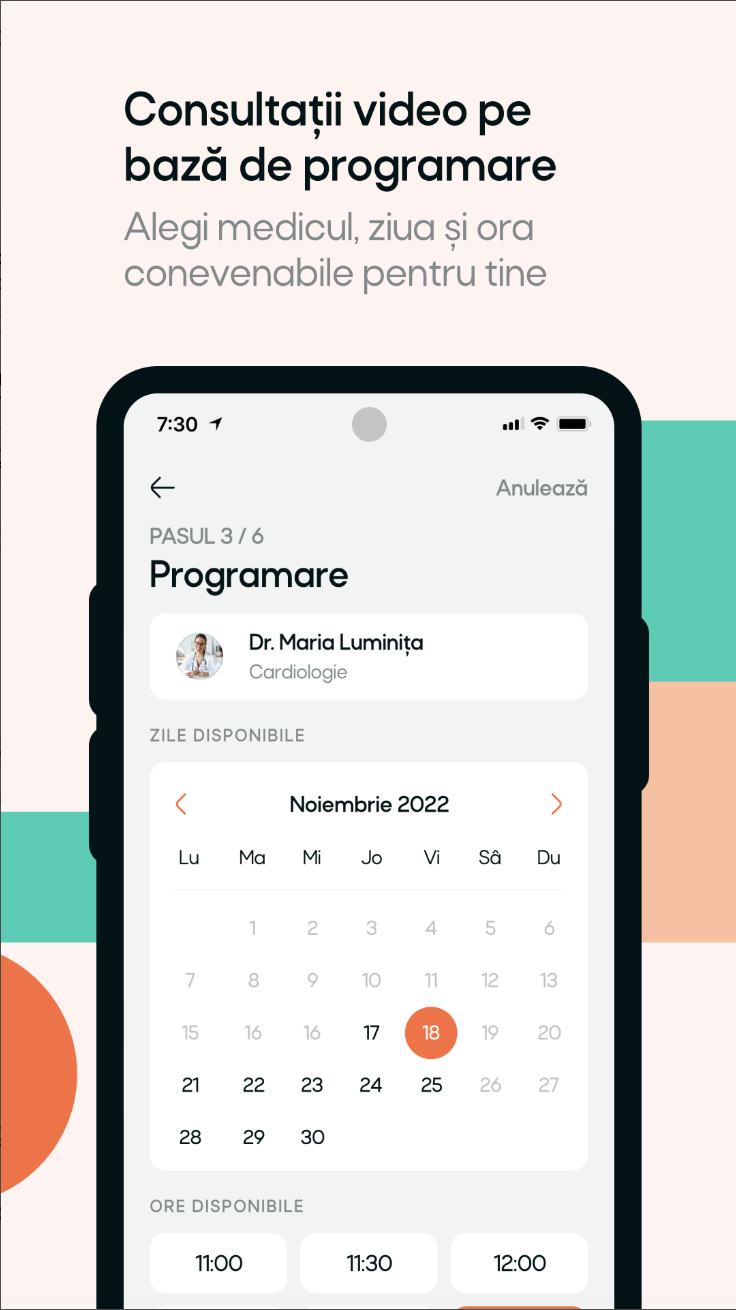 Consultații video pe
bază de programare
Alegi medicul, ziua și ora
conevenabile pentru tine
7:30
Anulează
PASUL 3 / 6
Programare
Dr. Maria Luminița
Cardiologie
ZILE DISPONIBILE
Noiembrie 2022
Lu Ma Mi Jo Vi Sâ Du
1 2 3 4 5 6
7 8 9 10 11 12 13
15 16 16 17 18 19 20
21 22 23 24 25 26 27
28 29 30
ORE DISPONIBILE
11:00 11:30 12:00